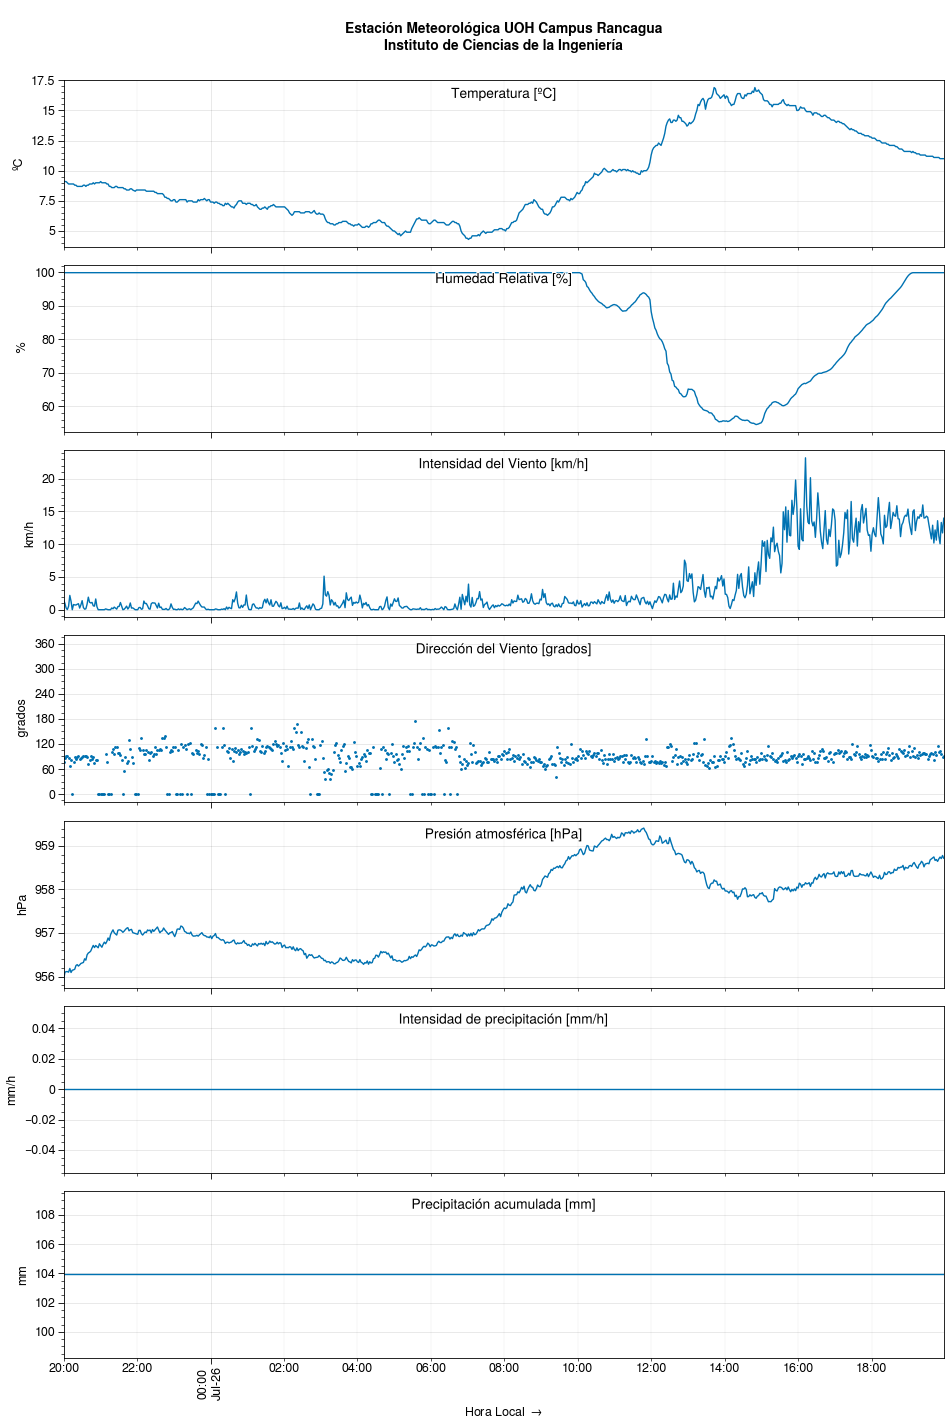 Estación Meteorológica UOH Campus Rancagua
Instituto de Ciencias de la Ingeniería
Temperatura [ºC]
ºC
17.5
15
12.5
10
7.5
5
Humedad Relativa [%]
%
100
90
80
70
60
Intensidad del Viento [km/h]
km/h
20
15
10
5
0
Dirección del Viento [grados]
grados
360
300
240
180
120
60
0
Presión atmosférica [hPa]
hPa
959
958
957
956
Intensidad de precipitación [mm/h]
mm/h
0.04
0.02
0
−0.02
−0.04
Precipitación acumulada [mm]
mm
108
106
104
102
100
20:00
22:00
00:00
Jul-26
02:00
04:00
06:00
08:00
10:00
12:00
14:00
16:00
18:00
Hora Local →